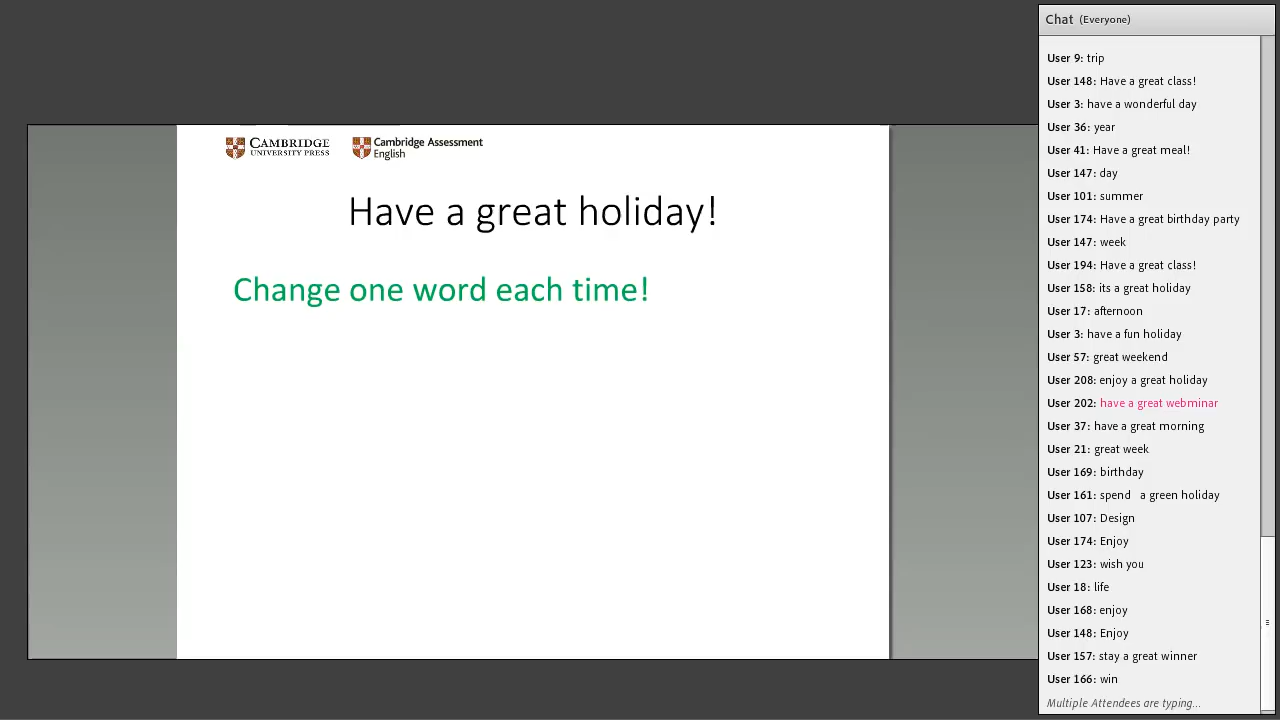 CAMBRIDGE
UNIVERSITY PRESS
Cambridge Assessment
English
Have a great holiday!
Change one word each time!
Chat (Everyone)
User 9: trip
User 148: Have a great class!
User 3: have a wonderful day
User 36: year
User 41: Have a great meal!
User 147: day
User 101: summer
User 174: Have a great birthday party
User 147: week
User 194: Have a great class!
User 158: its a great holiday
User 17: afternoon
User 3: have a fun holiday
User 57: great weekend
User 208: enjoy a great holiday
User 202: have a great webminar
User 37: have a great morning
User 21: great week
User 169: birthday
User 161: spend   a green holiday
User 107: Design
User 174: Enjoy
User 123: wish you
User 18: life
User 168: enjoy
User 148: Enjoy
User 157: stay a great winner
User 166: win
Multiple Attendees are typing...